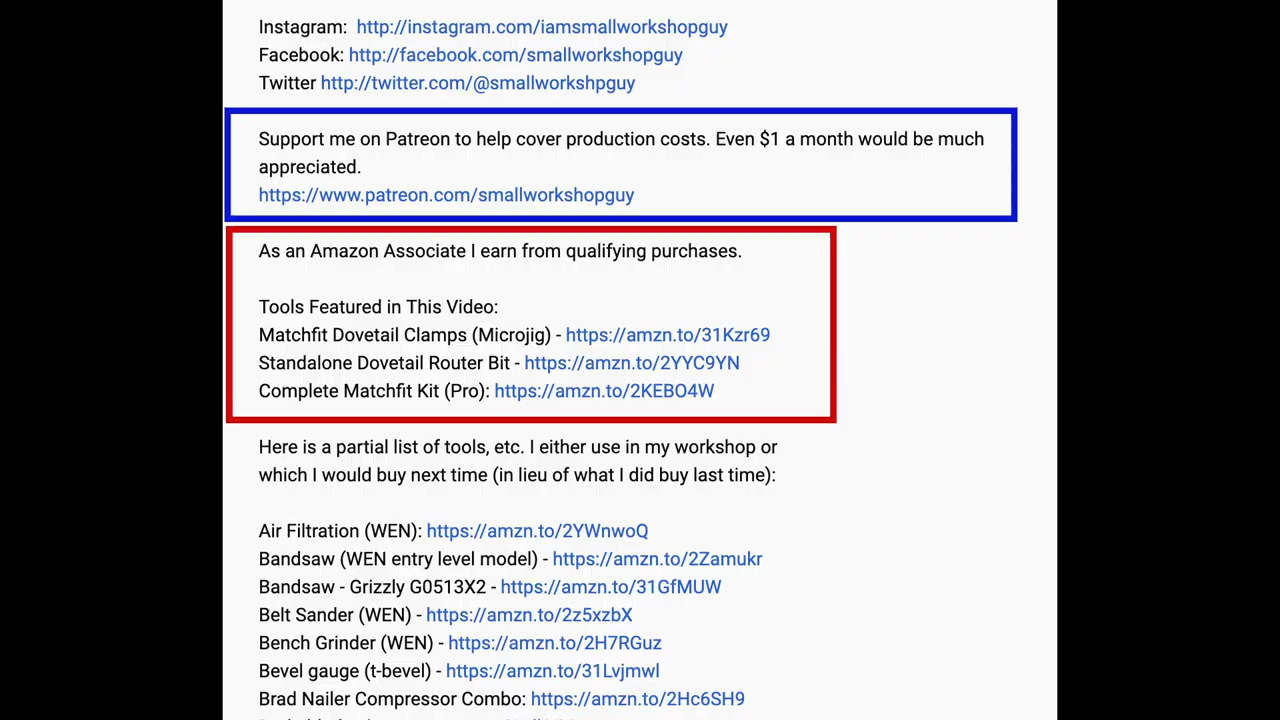 Instagram: http://instagram.com/iamsmallworkshopguy
Facebook: http://facebook.com/smallworkshopguy
Twitter http://twitter.com/@smallworkshpguy
Support me on Patreon to help cover production costs. Even $1 a month would be much
appreciated.
https://www.patreon.com/smallworkshopguy
As an Amazon Associate I earn from qualifying purchases.
Tools Featured in This Video:
Matchfit Dovetail Clamps (Microjig) - https://amzn.to/31Kzr69
Standalone Dovetail Router Bit - https://amzn.to/2YYC9YN
Complete Matchfit Kit (Pro): https://amzn.to/2KEBO4W
Here is a partial list of tools, etc. I either use in my workshop or
which I would buy next time (in lieu of what I did buy last time):
Air Filtration (WEN): https://amzn.to/2YWnwoQ
Bandsaw (WEN entry level model) - https://amzn.to/2Zamukr
Bandsaw - Grizzly G0513X2 - https://amzn.to/31GfMUW
Belt Sander (WEN) - https://amzn.to/2z5xzbX
Bench Grinder (WEN) - https://amzn.to/2H7RGuz
Bevel gauge (t-bevel) - https://amzn.to/31Lvjmwl
Brad Nailer Compressor Combo: https://amzn.to/2Hc6SH9